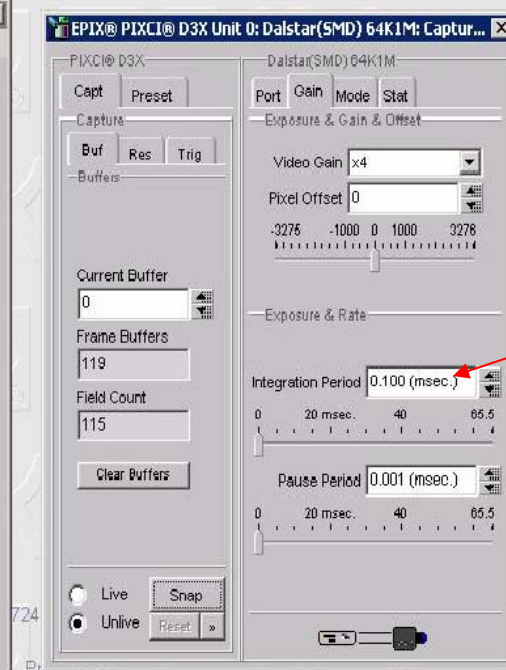 EPIX® PIXCI® D3X Unit 0: Dalstar(SMD) 64K1M: Captur...
PIXCI® D3X
Capt Preset
Capture
Buf Res Trig
Buffers
Current Buffer
0
Frame Buffers
119
Field Count
115
Clear Buffers
Live
Unlive
Snap
Reset »
Dalstar(SMD) 64K1M
Port Gain Mode Stat
Exposure & Gain & Offset
Video Gain x4
Pixel Offset 0
-3275 -1000 0 1000 3276
Exposure & Rate
Integration Period 0.100 (msec.)
0 20 msec. 40 65.5
Pause Period 0.001 (msec.)
0 20 msec. 40 65.5
724